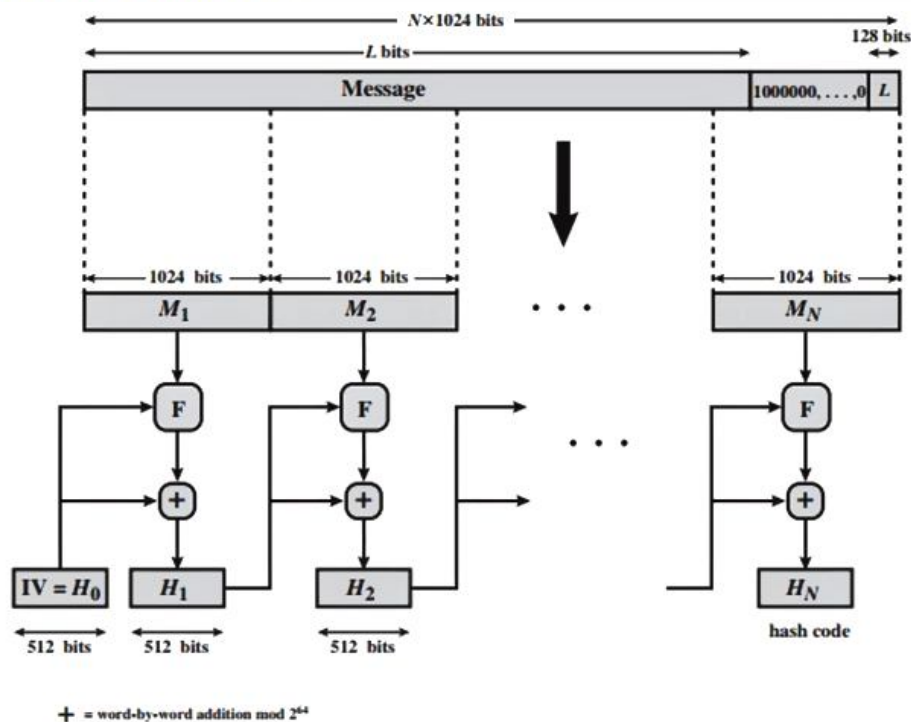 N×1024 bits
L bits
128 bits
Message
1000000, . . . ,0
L
1024 bits
1024 bits
1024 bits
M1
M2
. . .
MN
F
F
F
. . .
+
+
+
IV = H0
H1
H2
HN
hash code
512 bits
512 bits
512 bits
+ = word-by-word addition mod 2^64